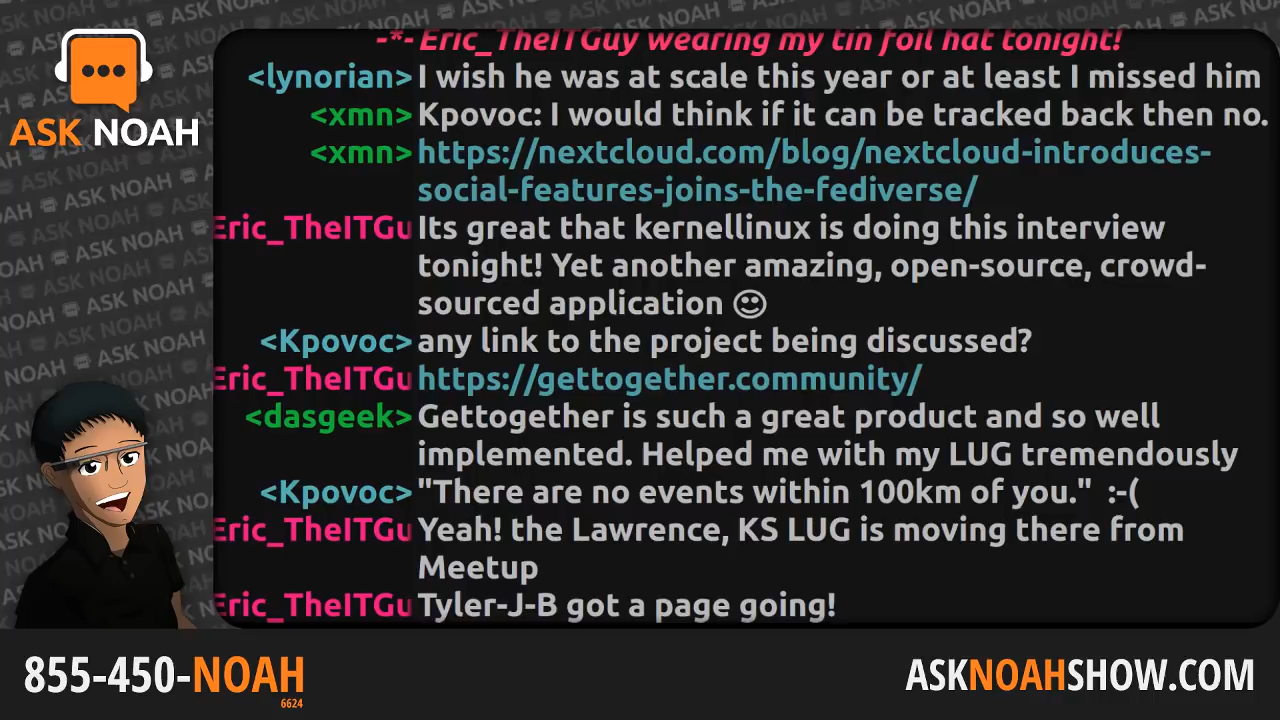 -*- Eric_TheITGuy wearing my tin foil hat tonight!
<lynorian> I wish he was at scale this year or at least I missed him
<xmn> Kpovoc: I would think if it can be tracked back then no.
<xmn> https://nextcloud.com/blog/nextcloud-introduces-
social-features-joins-the-fediverse/
Eric_TheITGu Its great that kernellinux is doing this interview
tonight! Yet another amazing, open-source, crowd-
sourced application
<Kpovoc> any link to the project being discussed?
Eric_TheITGu https://gettogether.community/
<dasgeek> Gettogether is such a great product and so well
implemented. Helped me with my LUG tremendously
<Kpovoc> "There are no events within 100km of you."  :-(
Eric_TheITGu Yeah! the Lawrence, KS LUG is moving there from
Meetup
Eric_TheITGu Tyler-J-B got a page going!
ASK NOAH
855-450-NOAH
6624
ASKNOAHSHOW.COM